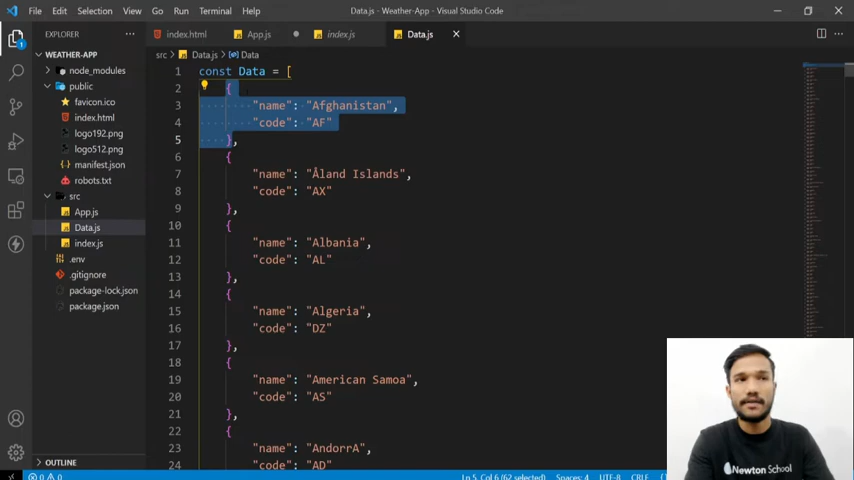 File Edit Selection View Go Run Terminal Help
Data.js - Weather-App - Visual Studio Code
EXPLORER
index.html
App.js
index.js
Data.js
src > Data.js > Data
WEATHER-APP
node_modules
public
favicon.ico
index.html
logo192.png
logo512.png
manifest.json
robots.txt
src
App.js
Data.js
index.js
.env
.gitignore
package-lock.json
package.json
OUTLINE
1 const Data = [
2 {
3 "name": "Afghanistan",
4 "code": "AF"
5 },
6 {
7 "name": "Åland Islands",
8 "code": "AX"
9 },
10 {
11 "name": "Albania",
12 "code": "AL"
13 },
14 {
15 "name": "Algeria",
16 "code": "DZ"
17 },
18 {
19 "name": "American Samoa",
20 "code": "AS"
21 },
22 {
23 "name": "AndorrA",
24 "code": "AD"
1
Newton School
0 0
Ln 5, Col 6 (62 selected)
Spaces: 4
UTF-8
CRLF